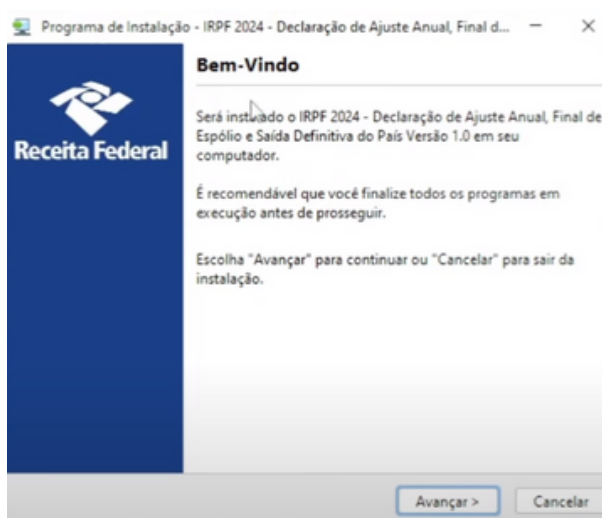 Programa de Instalação - IRPF 2024 - Declaração de Ajuste Anual, Final d...
Bem-Vindo
Receita Federal
Será instalado o IRPF 2024 - Declaração de Ajuste Anual, Final de
Espólio e Saída Definitiva do País Versão 1.0 em seu
computador.
É recomendável que você finalize todos os programas em
execução antes de prosseguir.
Escolha "Avançar" para continuar ou "Cancelar" para sair da
instalação.
Avançar >
Cancelar